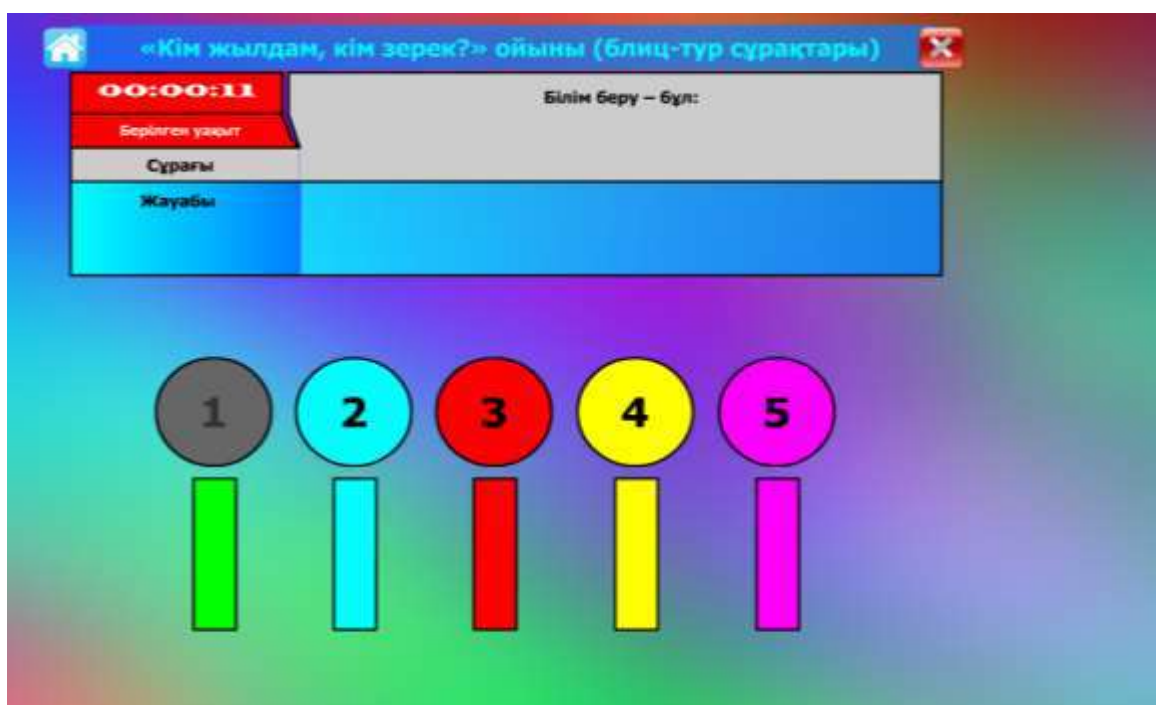 «Кім жылдам, кім зерек?» ойыны (блиц-тур сұрақтары)
00:00:11
Білім беру – бұл:
Берілген уақыт
Сұрағы
Жауабы
1 2 3 4 5